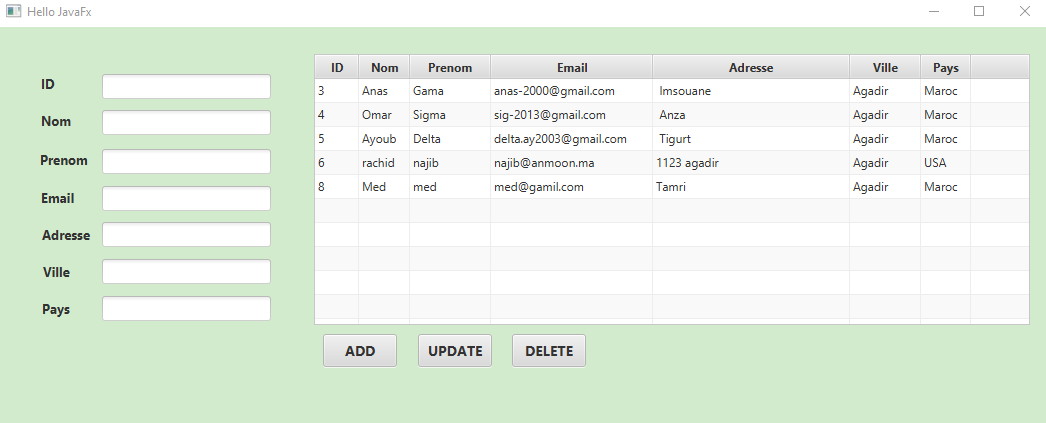 Hello JavaFx
ID
Nom
Prenom
Email
Adresse
Ville
Pays
ID Nom Prenom Email Adresse Ville Pays
3 Anas Gama anas-2000@gmail.com Imsouane Agadir Maroc
4 Omar Sigma sig-2013@gmail.com Anza Agadir Maroc
5 Ayoub Delta delta.ay2003@gmail.com Tigurt Agadir Maroc
6 rachid najib najib@anmoon.ma 1123 agadir Agadir USA
8 Med med med@gamil.com Tamri Agadir Maroc
ADD UPDATE DELETE